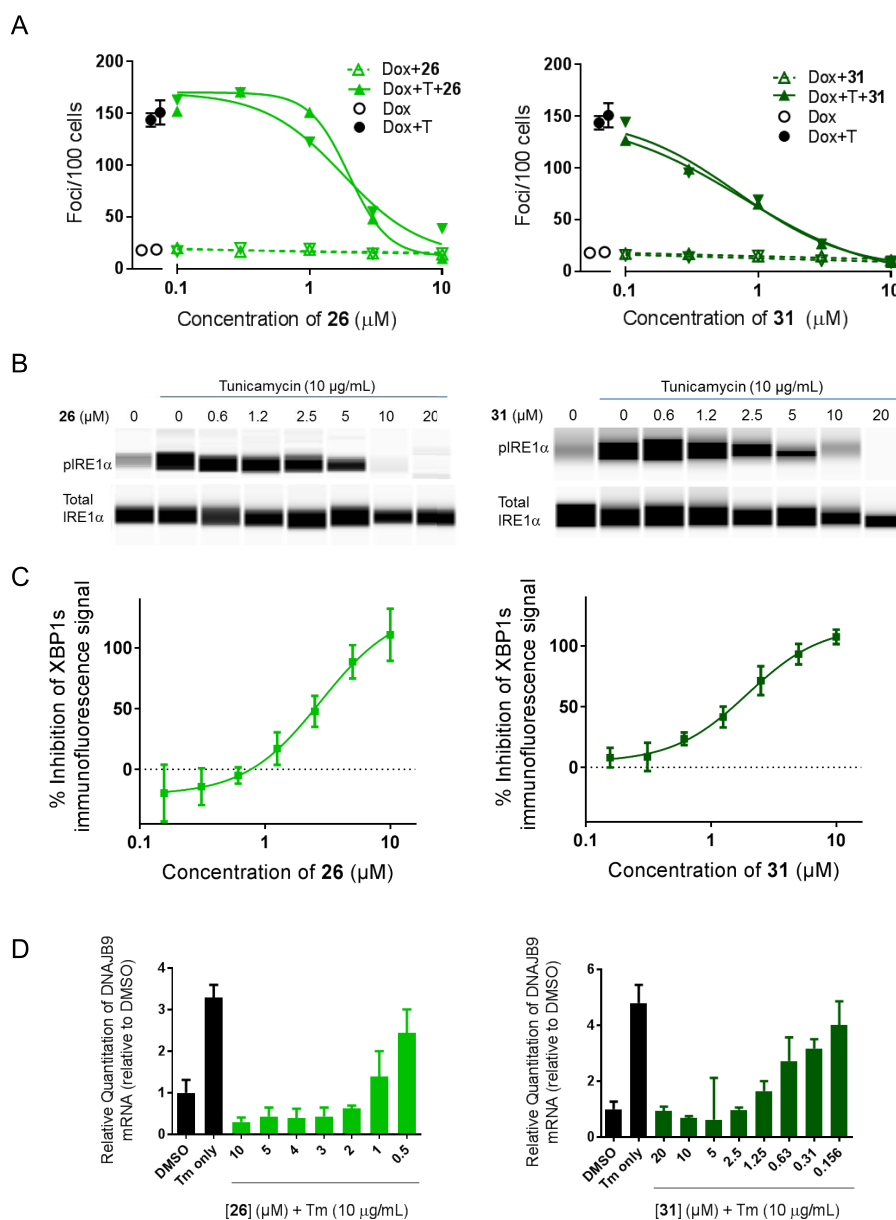 A
200
150
100
50
0
Foci/100 cells
0.1
1
10
Concentration of 26 (μM)
Dox+26
Dox+T+26
Dox
Dox+T
200
150
100
50
0
Foci/100 cells
0.1
1
10
Concentration of 31 (μM)
Dox+31
Dox+T+31
Dox
Dox+T
B
Tunicamycin (10 µg/mL)
26 (µM) 0 0 0.6 1.2 2.5 5 10 20
pIRE1α
Total
IRE1α
Tunicamycin (10 µg/mL)
31 (µM) 0 0 0.6 1.2 2.5 5 10 20
pIRE1α
Total
IRE1α
C
% Inhibition of XBP1s
immunofluorescence signal
100
50
0
0.1
1
10
Concentration of 26 (µM)
% Inhibition of XBP1s
immunofluorescence signal
100
50
0
0.1
1
10
Concentration of 31 (µM)
D
Relative Quantitation of DNAJB9
mRNA (relative to DMSO)
4
3
2
1
0
DMSO
Tm only
10
5
4
3
2
1
0.5
[26] (µM) + Tm (10 µg/mL)
Relative Quantitation of DNAJB9
mRNA (relative to DMSO)
6
4
2
0
DMSO
Tm only
20
10
5
2.5
1.25
0.63
0.31
0.156
[31] (µM) + Tm (10 µg/mL)